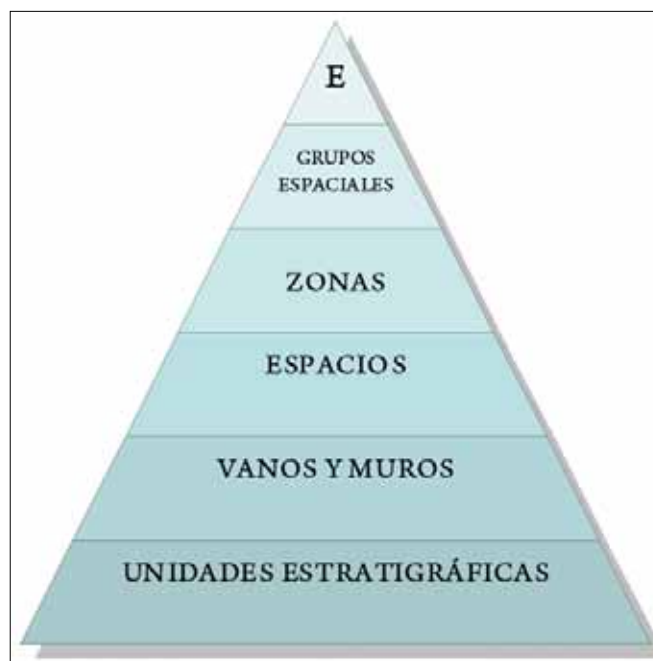 E
GRUPOS
ESPACIALES
ZONAS
ESPACIOS
VANOS Y MUROS
UNIDADES ESTRATIGRÁFICAS